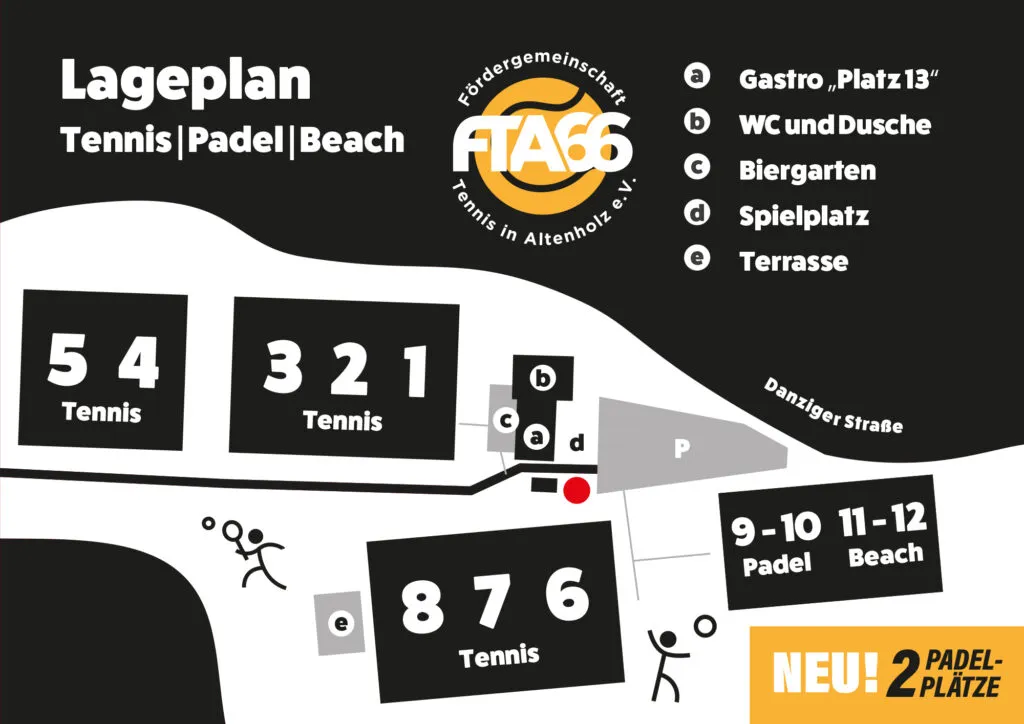 Lageplan
Tennis|Padel|Beach
Fördergemeinschaft
FTA66
Tennis in Altenholz e.V.
a Gastro „Platz 13“
b WC und Dusche
c Biergarten
d Spielplatz
e Terrasse
5 4
Tennis
3 2 1
Tennis
b
c
a
d
P
Danziger Straße
9 - 10
Padel
11 - 12
Beach
e
8 7 6
Tennis
NEU! 2 PADEL-
PLÄTZE